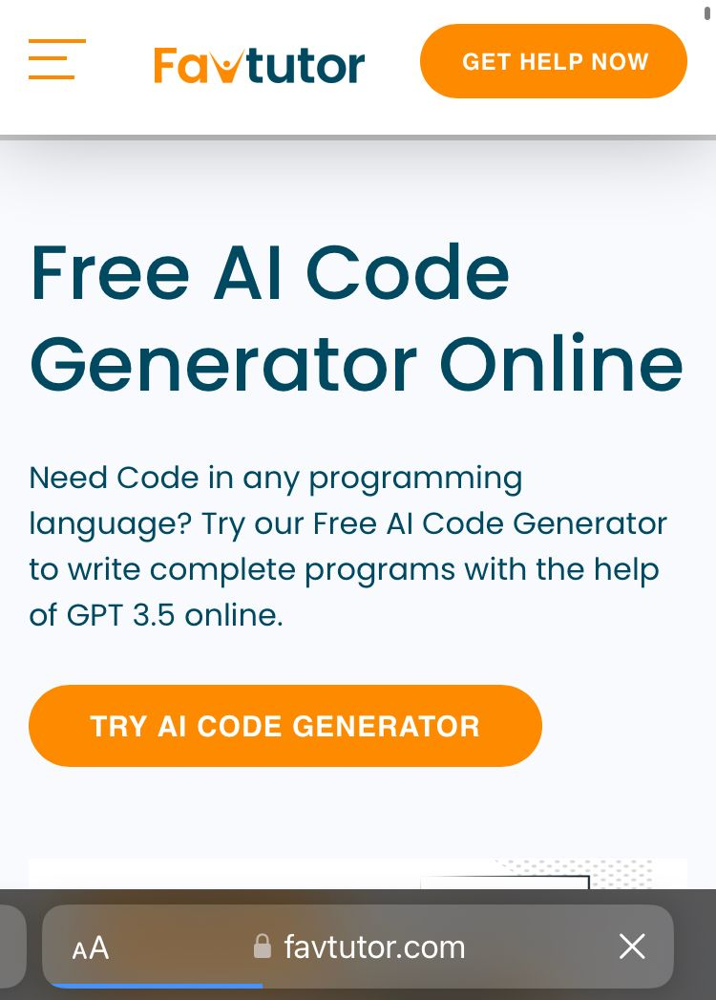 Favtutor
GET HELP NOW
Free AI Code
Generator Online
Need Code in any programming
language? Try our Free AI Code Generator
to write complete programs with the help
of GPT 3.5 online.
TRY AI CODE GENERATOR
AA
favtutor.com